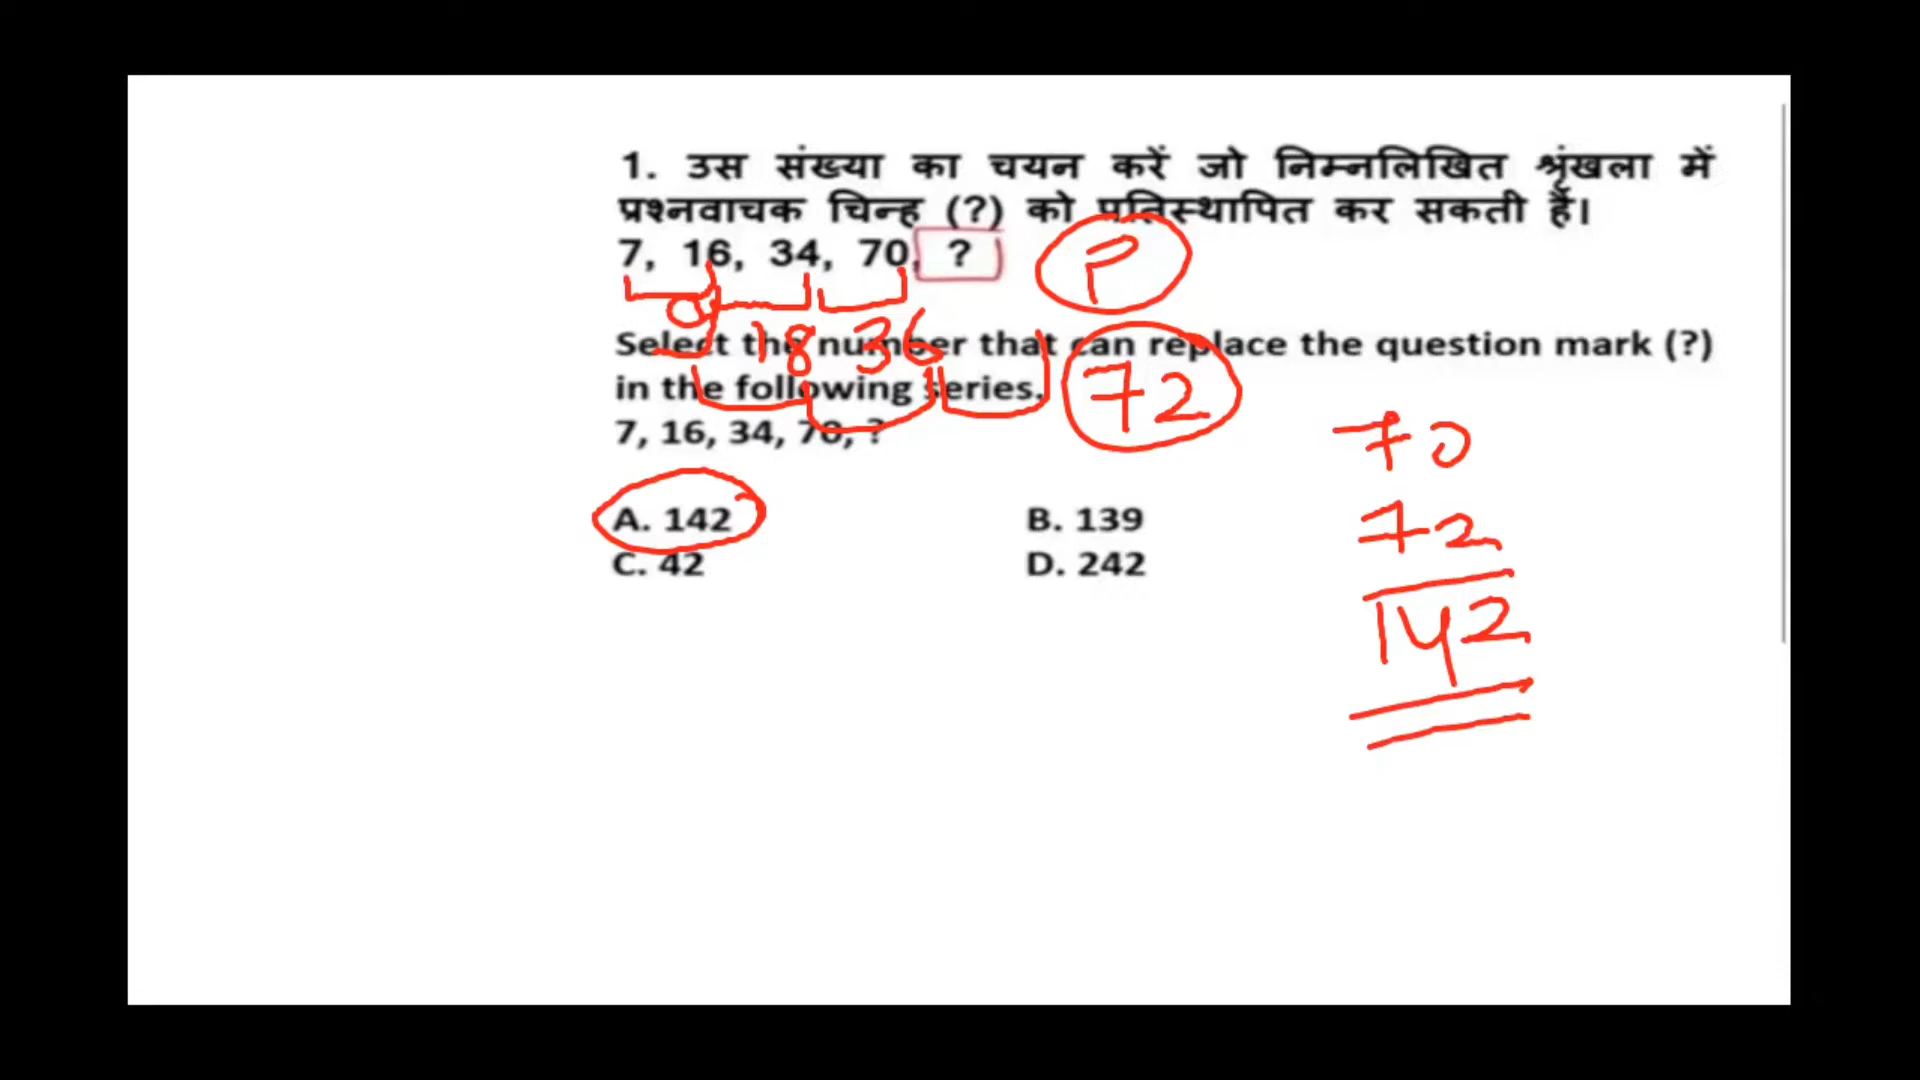 1. उस संख्या का चयन करें जो निम्नलिखित श्रृंखला में
प्रश्नवाचक चिन्ह (?) को प्रतिस्थापित कर सकती है।
7, 16, 34, 70, ?
P
9 18 36 72
Select the number that can replace the question mark (?)
in the following series.
7, 16, 34, 70, ?
A. 142 B. 139
C. 42 D. 242
70
72
142